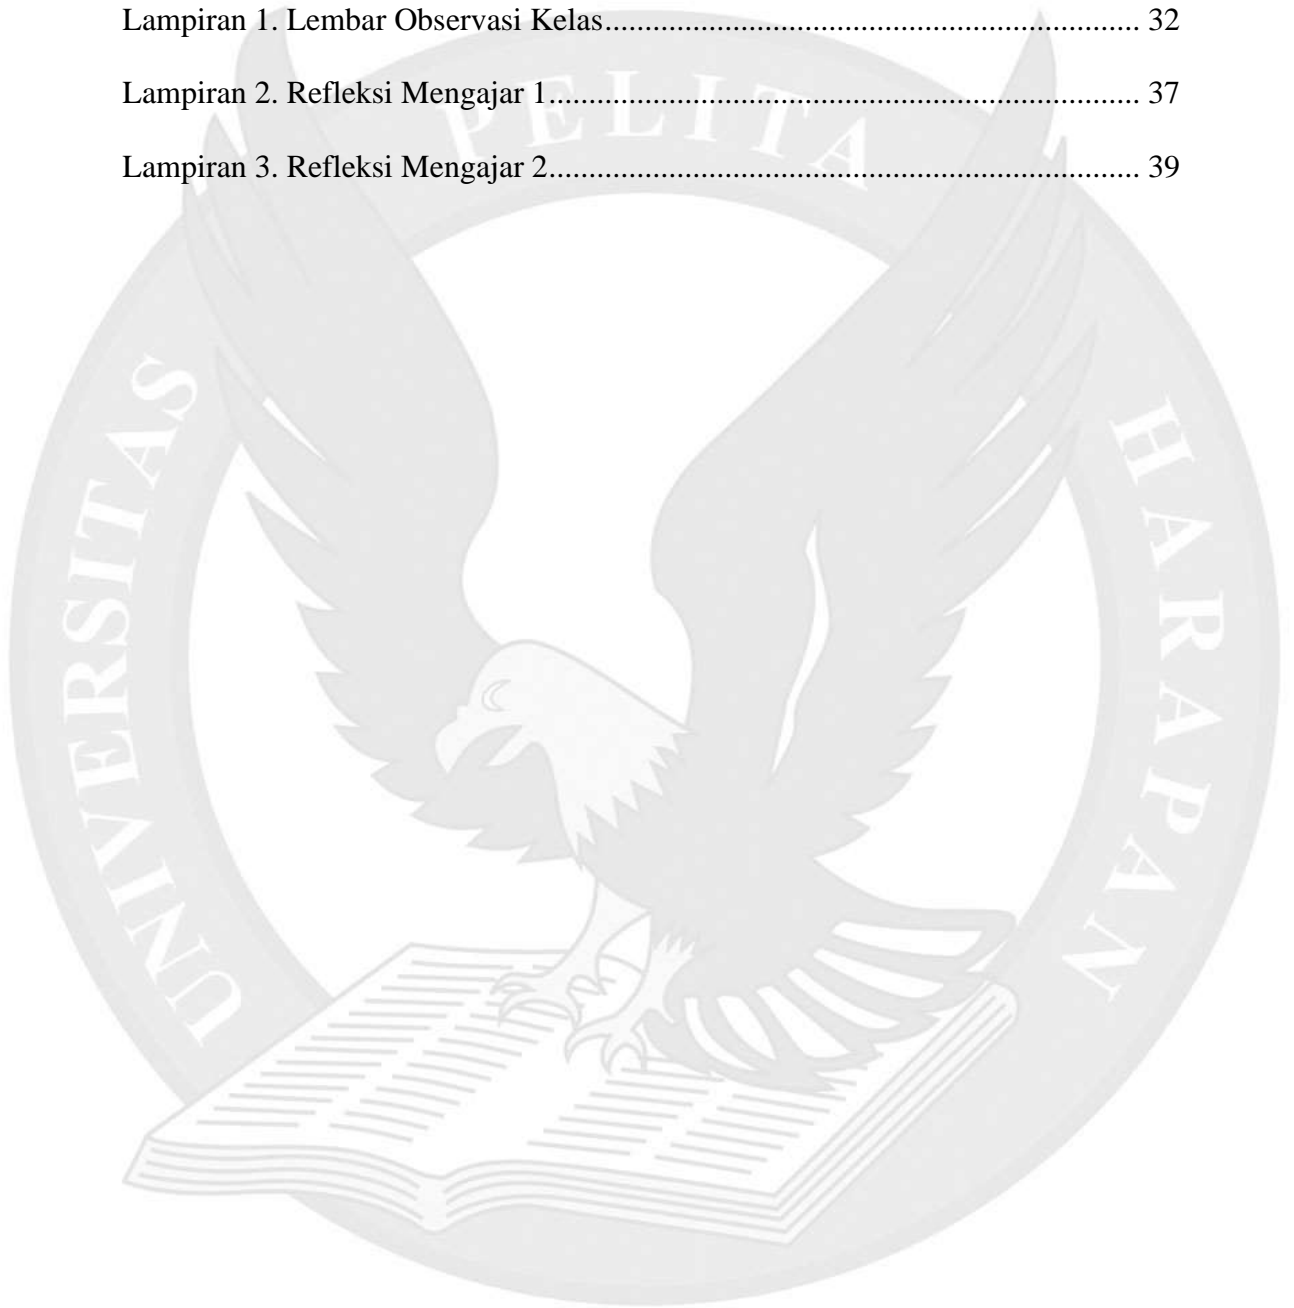 Lampiran 1. Lembar Observasi Kelas.................................................................. 32
Lampiran 2. Refleksi Mengajar 1......................................................................... 37
Lampiran 3. Refleksi Mengajar 2......................................................................... 39
UNIVERSITAS PELITA HARAPAN